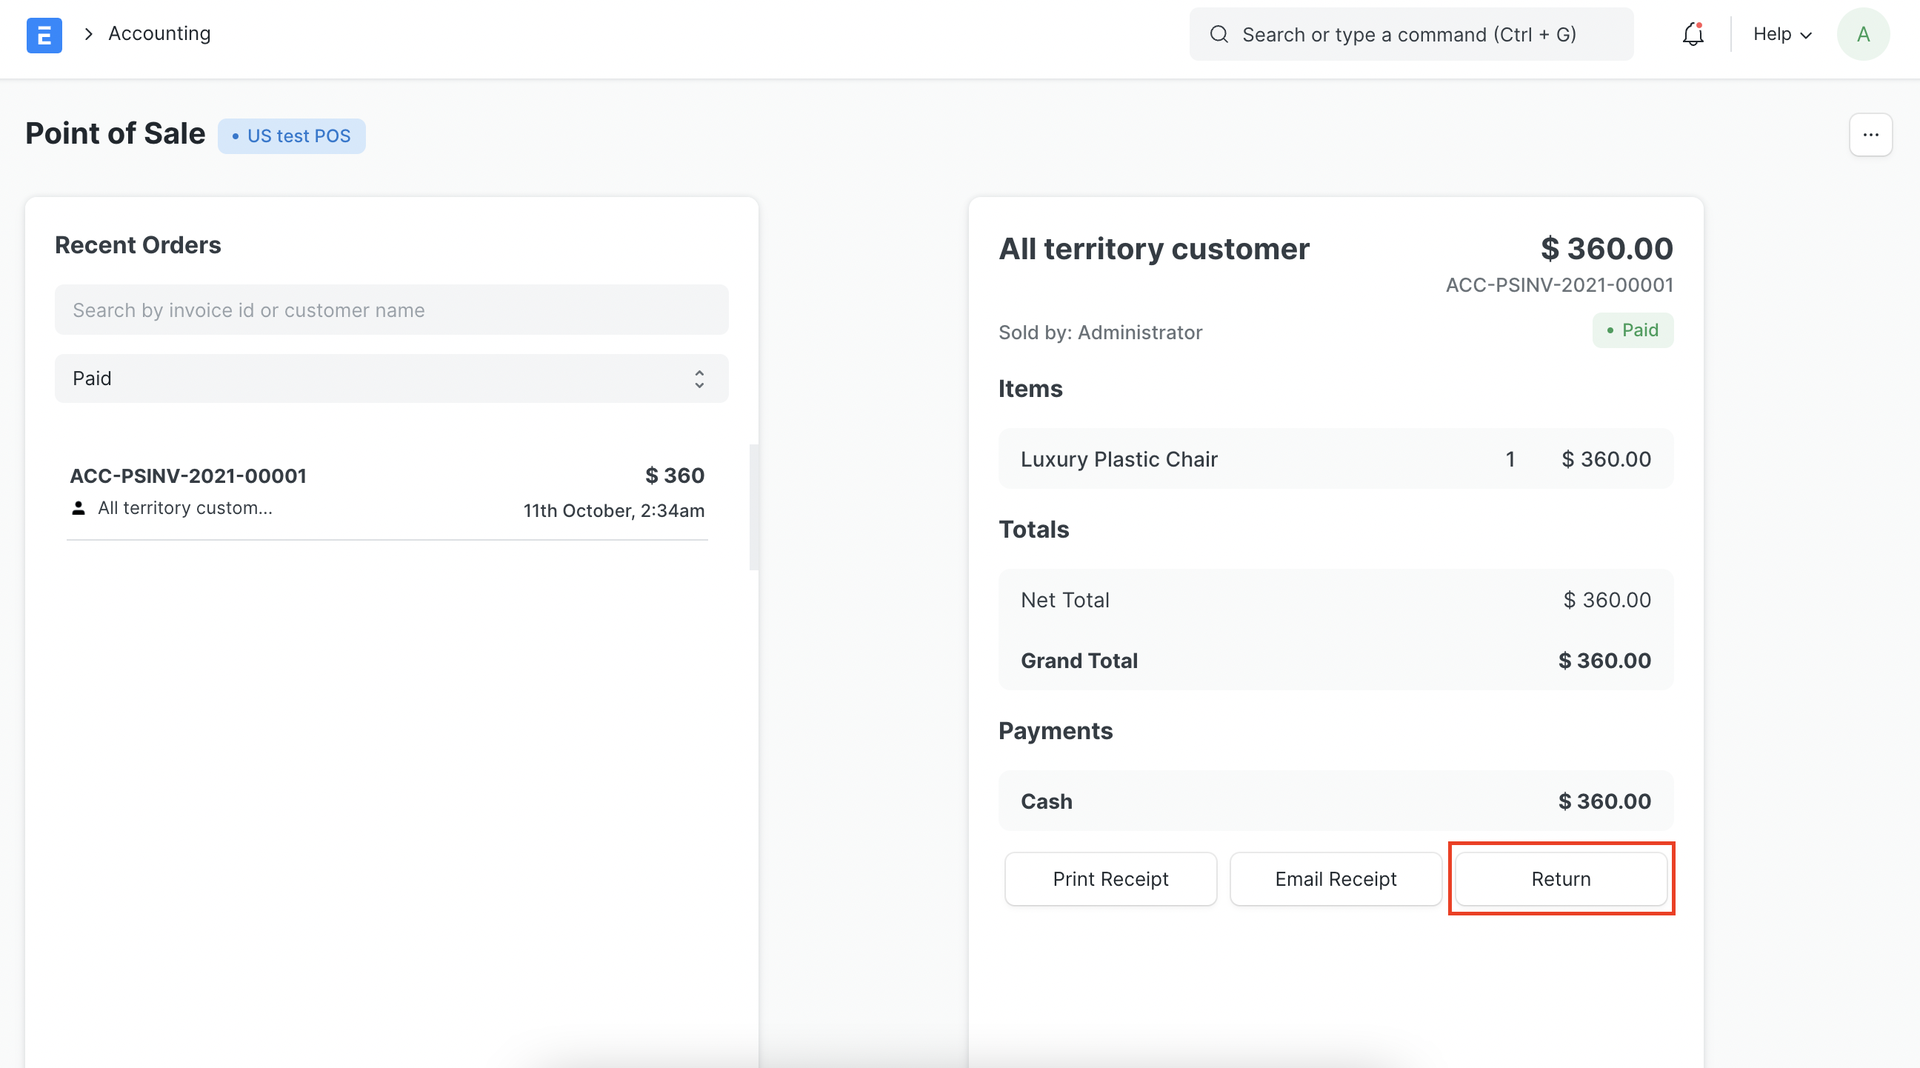 E
Accounting
Search or type a command (Ctrl + G)
Help
A
Point of Sale
• US test POS
...
Recent Orders
Search by invoice id or customer name
Paid
ACC-PSINV-2021-00001 $ 360
All territory custom... 11th October, 2:34am
All territory customer $ 360.00
ACC-PSINV-2021-00001
Sold by: Administrator • Paid
Items
Luxury Plastic Chair 1 $ 360.00
Totals
Net Total $ 360.00
Grand Total $ 360.00
Payments
Cash $ 360.00
Print Receipt Email Receipt Return